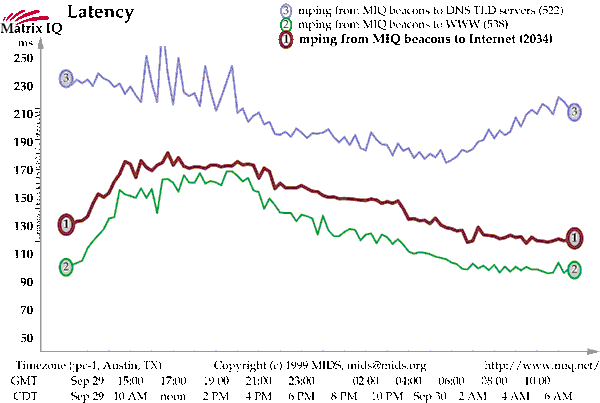 Latency
3 mping from MIQ beacons to DNS TLD servers (522)
2 mping from MIQ beacons to WWW (538)
1 mping from MIQ beacons to Internet (2034)
Matrix IQ
ms
250
230
210
190
170
150
130
110
90
70
50
3
3
1
1
2
2
Timezone (pc-1, Austin, TX) Copyright (c) 1999 MIDS, mids@mids.org http://www.miq.net/
GMT Sep 29 15:00 17:00 19:00 21:00 23:00 02:00 04:00 06:00 08:00 10:00
CDT Sep 29 10 AM noon 2 PM 4 PM 6 PM 8 PM 10 PM Sep 30 2 AM 4 AM 6 AM